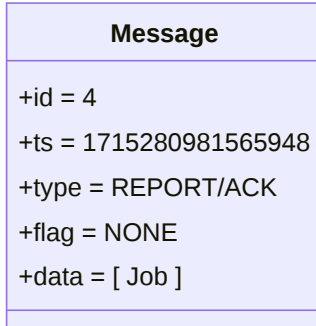 Message
+id = 4
+ts = 1715280981565948
+type = REPORT/ACK
+flag = NONE
+data = [ Job ]